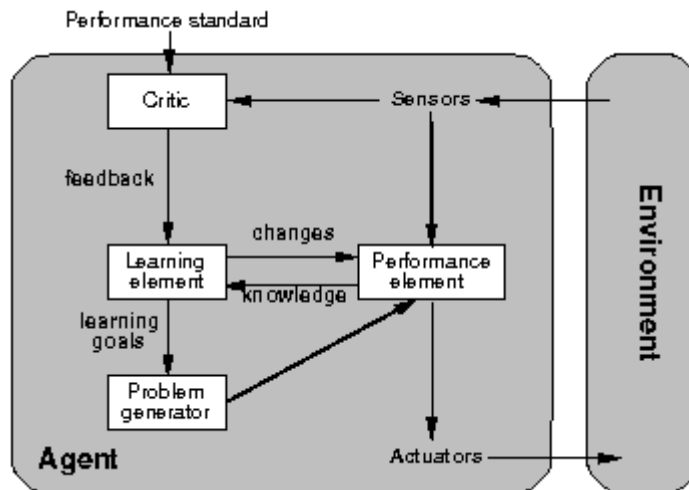 Performance standard
Critic
Sensors
feedback
changes
Learning
element
Performance
element
knowledge
learning
goals
Problem
generator
Agent
Actuators
Environment